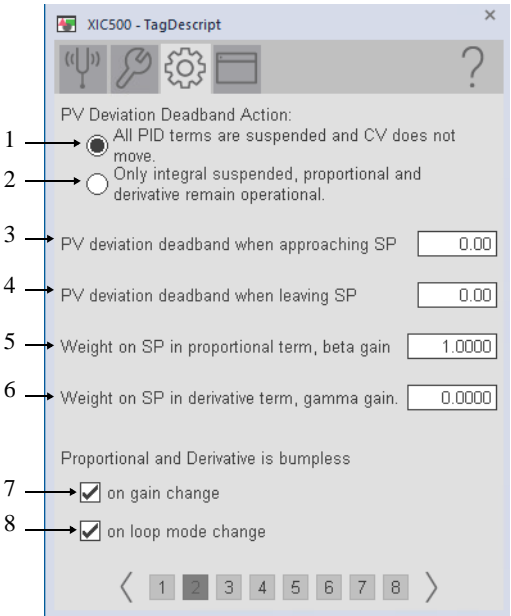 XIC500 - TagDescript
×
?
PV Deviation Deadband Action:
1
All PID terms are suspended and CV does not
move.
2
Only integral suspended, proportional and
derivative remain operational.
3
PV deviation deadband when approaching SP
0.00
4
PV deviation deadband when leaving SP
0.00
5
Weight on SP in proportional term, beta gain
1.0000
6
Weight on SP in derivative term, gamma gain.
0.0000
Proportional and Derivative is bumpless
7
on gain change
8
on loop mode change
1 2 3 4 5 6 7 8